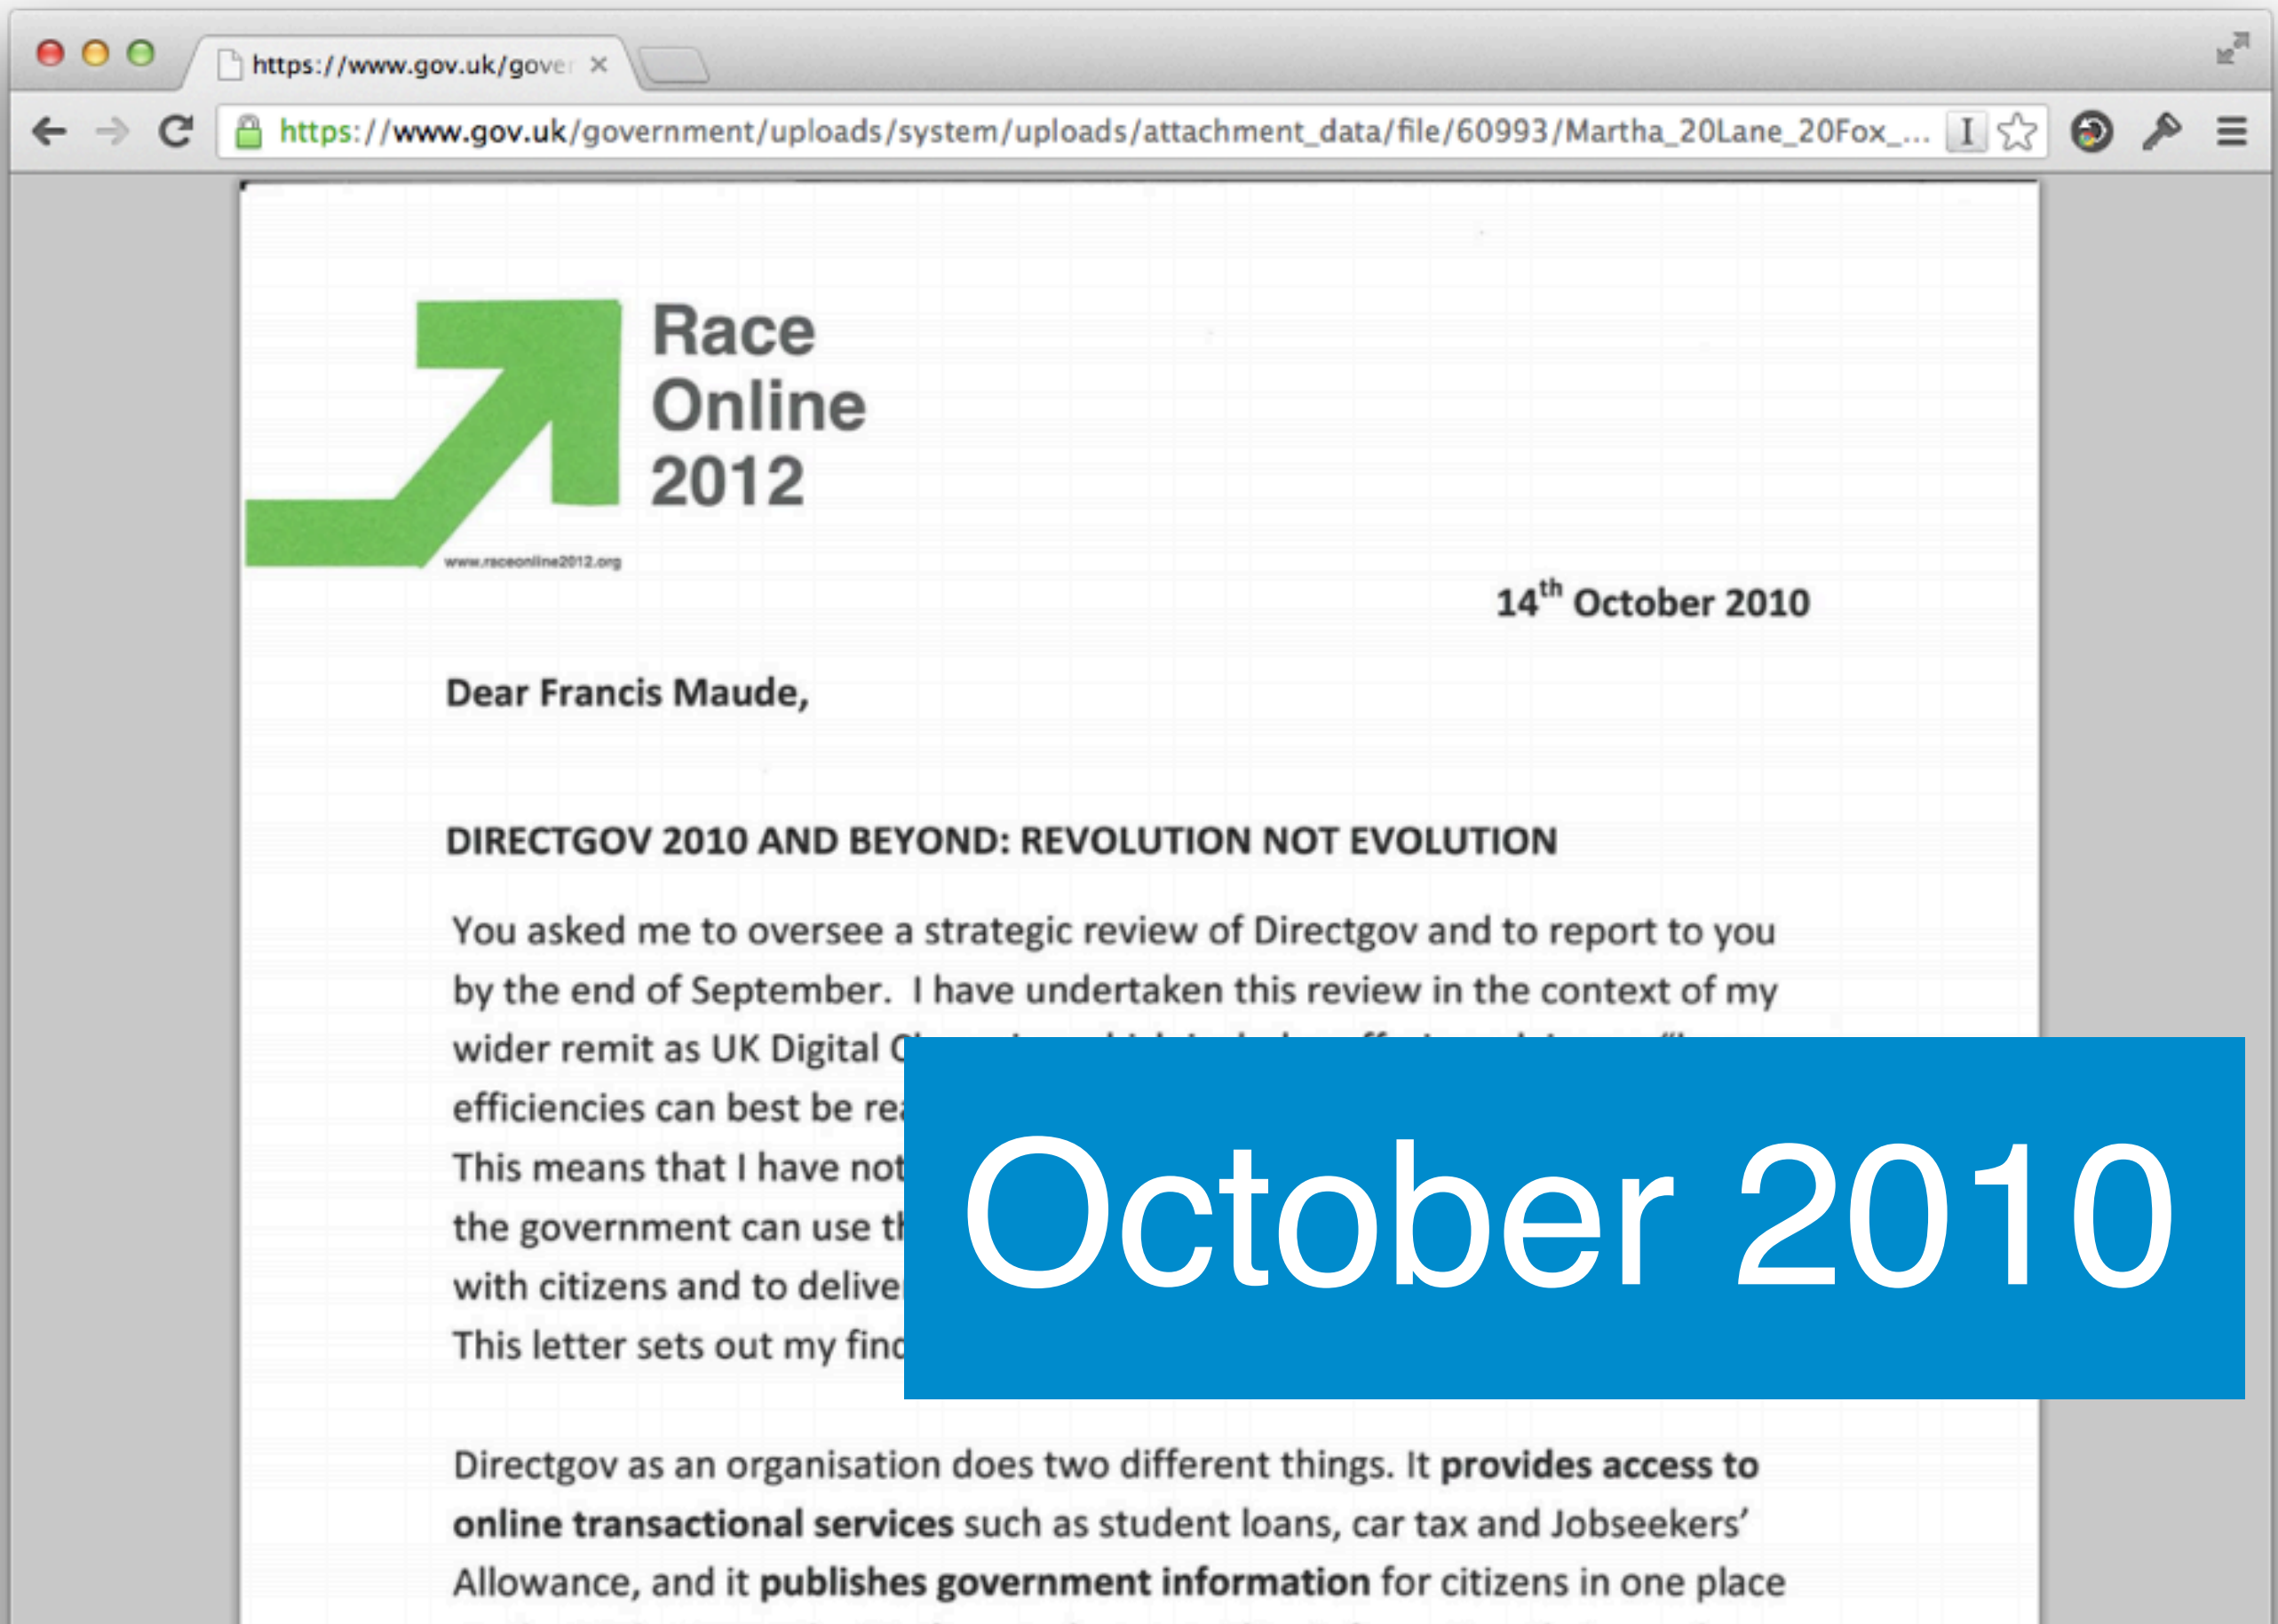 https://www.gov.uk/gover
https://www.gov.uk/government/uploads/system/uploads/attachment_data/file/60993/Martha_20Lane_20Fox_...
Race
Online
2012
www.raceonline2012.org
14th October 2010
Dear Francis Maude,
DIRECTGOV 2010 AND BEYOND: REVOLUTION NOT EVOLUTION
You asked me to oversee a strategic review of Directgov and to report to you
by the end of September. I have undertaken this review in the context of my
wider remit as UK Digital
efficiencies can best be
This means that I have not
the government can use
with citizens and to
This letter sets out my
October 2010
Directgov as an organisation does two different things. It provides access to
online transactional services such as student loans, car tax and Jobseekers’
Allowance, and it publishes government information for citizens in one place